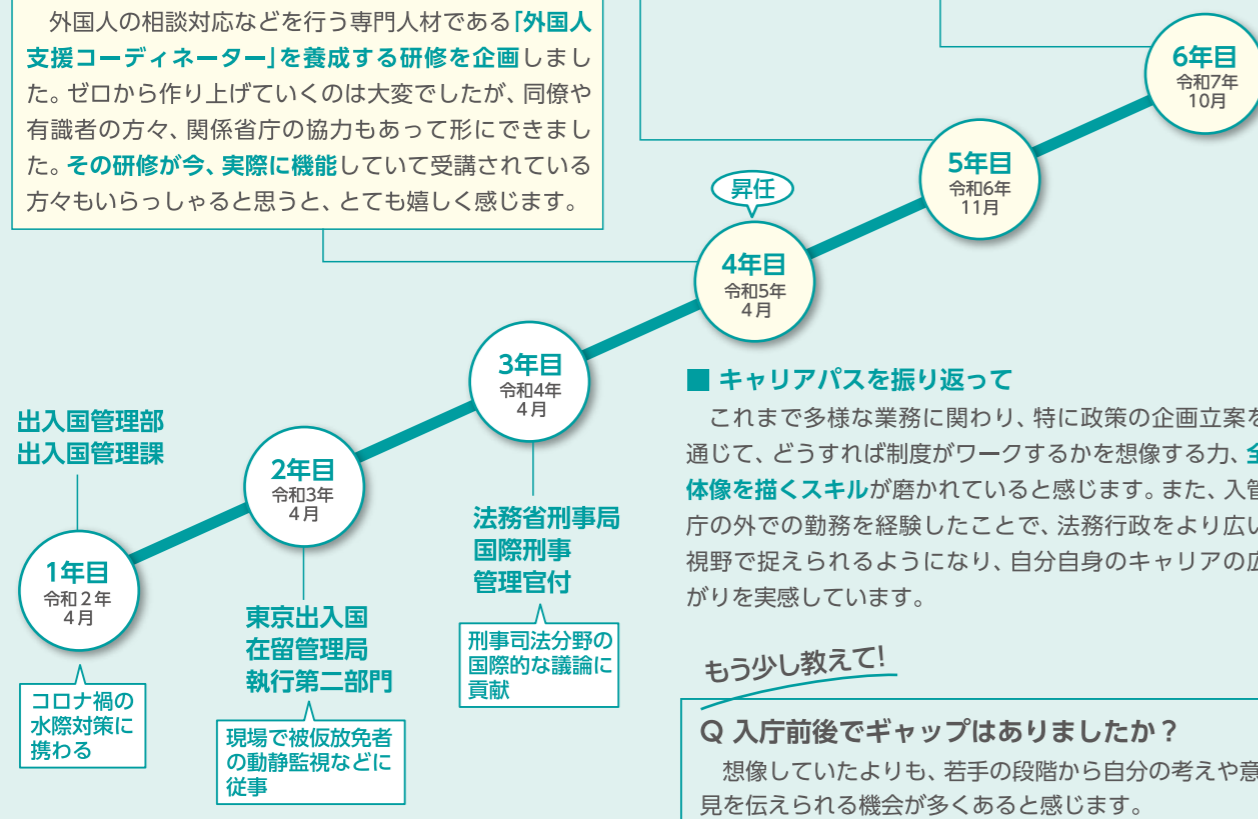 外国人の相談対応などを行う専門人材である「外国人
支援コーディネーター」を養成する研修を企画しまし
た。ゼロから作り上げていくのは大変でしたが、同僚や
有識者の方々、関係省庁の協力もあって形にできまし
た。その研修が今、実際に機能していて受講されている
方々もいらっしゃると思うと、とても嬉しく感じます。
6年目
令和7年
10月
5年目
令和6年
11月
昇任
4年目
令和5年
4月
3年目
令和4年
4月
法務省刑事局
国際刑事
管理官付
刑事司法分野の
国際的な議論に
貢献
2年目
令和3年
4月
東京出入国
在留管理局
執行第二部門
現場で被仮放免者
の動静監視などに
従事
出入国管理部
出入国管理課
1年目
令和2年
4月
コロナ禍の
水際対策に
携わる
■ キャリアパスを振り返って
これまで多様な業務に関わり、特に政策の企画立案を
通じて、どうすれば制度がワークするかを想像する力、全
体像を描くスキルが磨かれていると感じます。また、入管
庁の外での勤務を経験したことで、法務行政をより広い
視野で捉えられるようになり、自分自身のキャリアの広
がりを実感しています。
もう少し教えて!
Q 入庁前後でギャップはありましたか？
想像していたよりも、若手の段階から自分の考えや意
見を伝えられる機会が多くあると感じます。